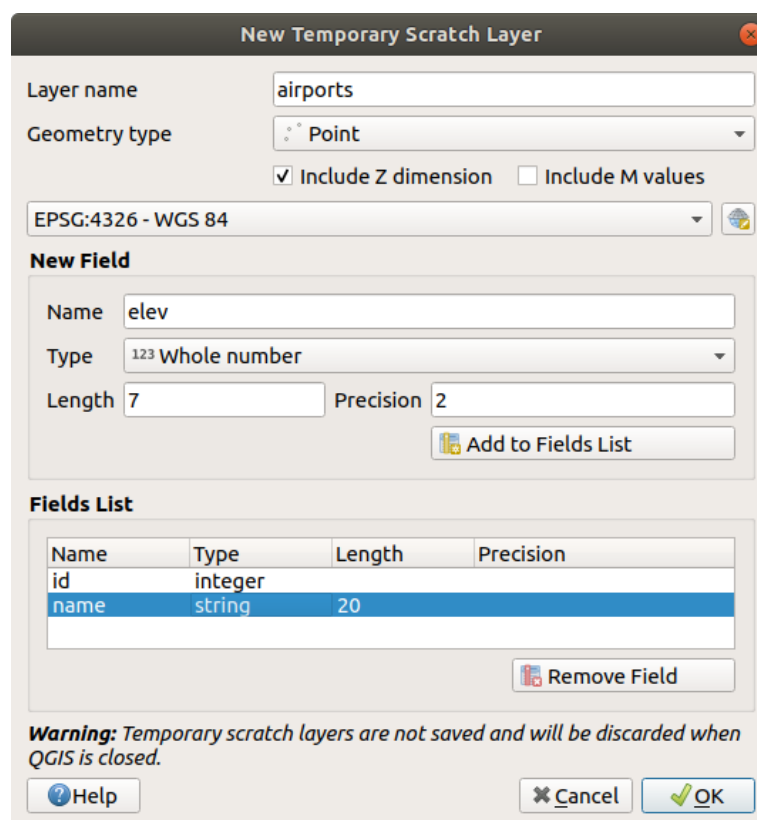 New Temporary Scratch Layer
Layer name airports
Geometry type Point
Include Z dimension Include M values
EPSG:4326 - WGS 84
New Field
Name elev
Type 123 Whole number
Length 7 Precision 2
Add to Fields List
Fields List
Name Type Length Precision
id integer
name string 20
Remove Field
Warning: Temporary scratch layers are not saved and will be discarded when
QGIS is closed.
Help Cancel OK